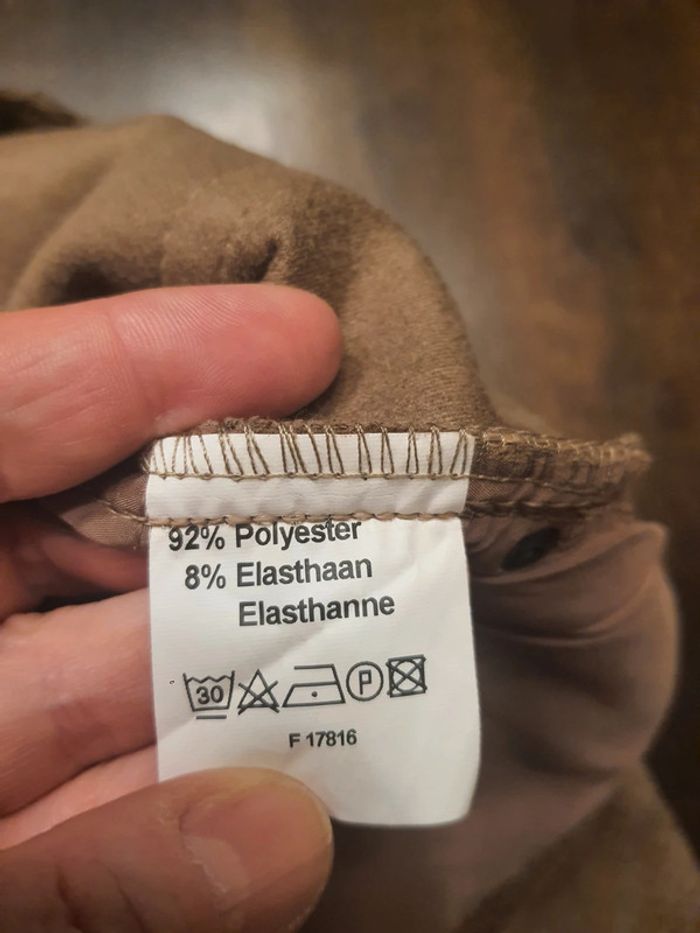 92% Polyester
8% Elasthaan
Elasthanne
30 P
F 17816